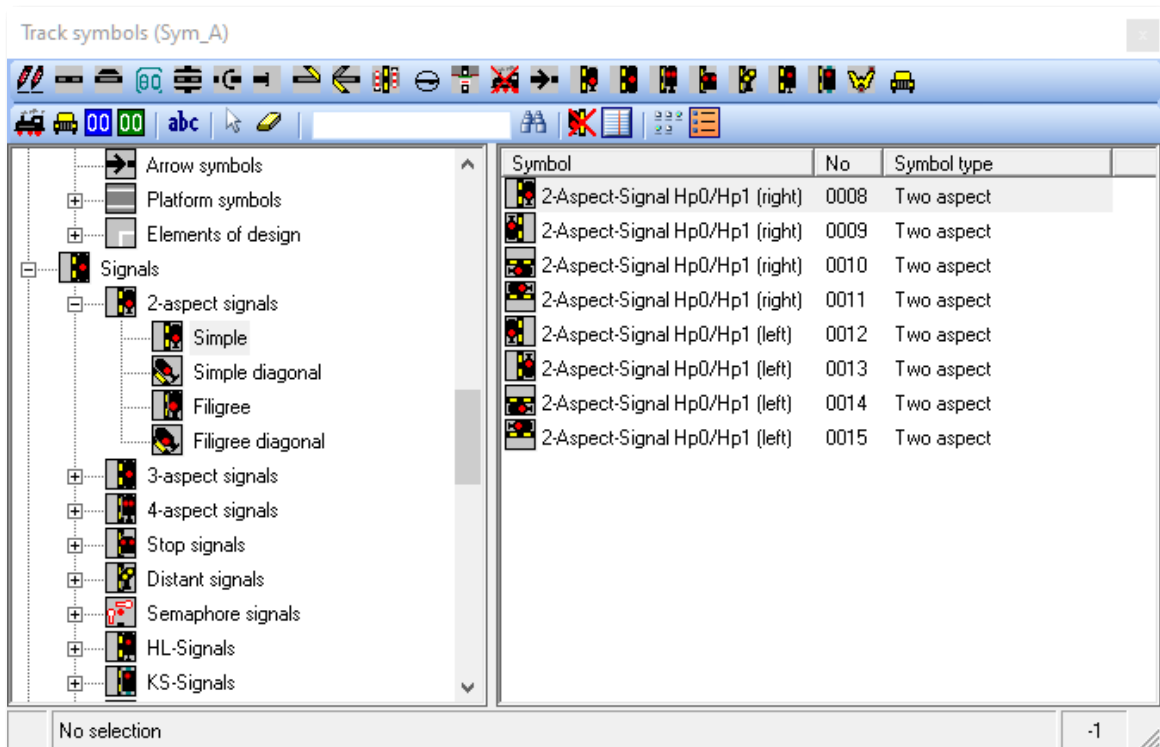 Track symbols (Sym_A)
x
80
00 00 abc
Arrow symbols
Platform symbols
Elements of design
Signals
2-aspect signals
Simple
Simple diagonal
Filigree
Filigree diagonal
3-aspect signals
4-aspect signals
Stop signals
Distant signals
Semaphore signals
HL-Signals
KS-Signals
Symbol No Symbol type
2-Aspect-Signal Hp0/Hp1 (right) 0008 Two aspect
2-Aspect-Signal Hp0/Hp1 (right) 0009 Two aspect
2-Aspect-Signal Hp0/Hp1 (right) 0010 Two aspect
2-Aspect-Signal Hp0/Hp1 (right) 0011 Two aspect
2-Aspect-Signal Hp0/Hp1 (left) 0012 Two aspect
2-Aspect-Signal Hp0/Hp1 (left) 0013 Two aspect
2-Aspect-Signal Hp0/Hp1 (left) 0014 Two aspect
2-Aspect-Signal Hp0/Hp1 (left) 0015 Two aspect
No selection -1